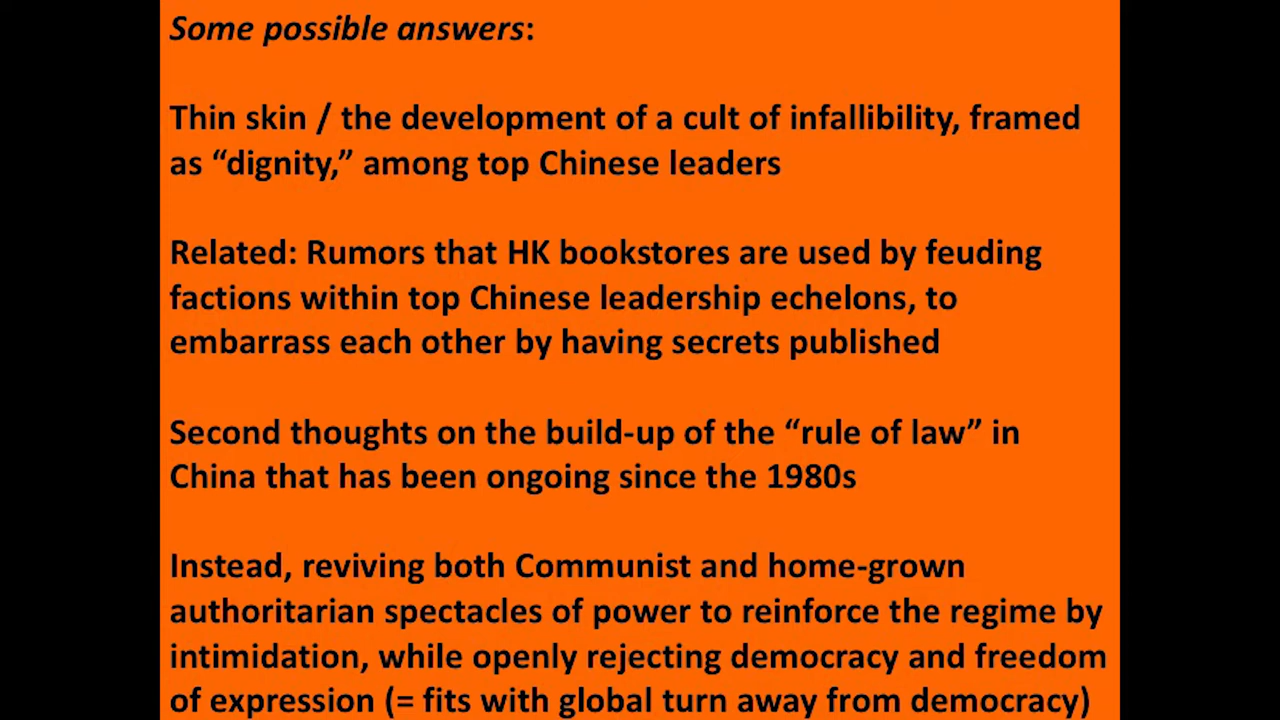 Some possible answers:
Thin skin / the development of a cult of infallibility, framed
as “dignity,” among top Chinese leaders
Related: Rumors that HK bookstores are used by feuding
factions within top Chinese leadership echelons, to
embarrass each other by having secrets published
Second thoughts on the build-up of the “rule of law” in
China that has been ongoing since the 1980s
Instead, reviving both Communist and home-grown
authoritarian spectacles of power to reinforce the regime by
intimidation, while openly rejecting democracy and freedom
of expression (= fits with global turn away from democracy)